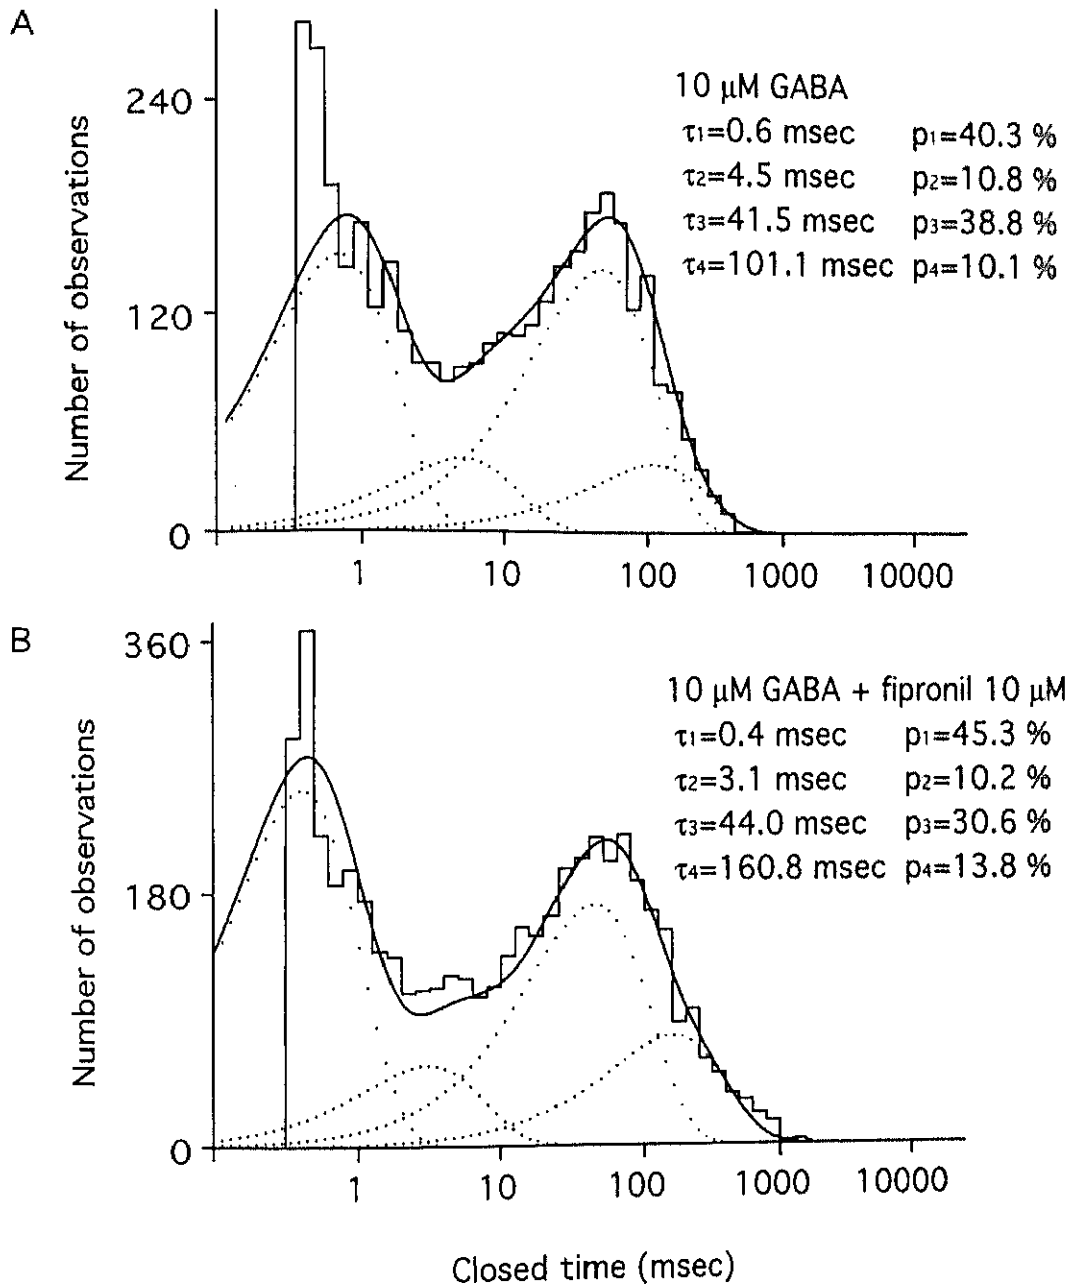 A
Number of observations
240
120
0
10 μM GABA
τ1=0.6 msec p1=40.3 %
τ2=4.5 msec p2=10.8 %
τ3=41.5 msec p3=38.8 %
τ4=101.1 msec p4=10.1 %
1 10 100 1000 10000
B
Number of observations
360
180
0
10 μM GABA + fipronil 10 μM
τ1=0.4 msec p1=45.3 %
τ2=3.1 msec p2=10.2 %
τ3=44.0 msec p3=30.6 %
τ4=160.8 msec p4=13.8 %
1 10 100 1000 10000
Closed time (msec)